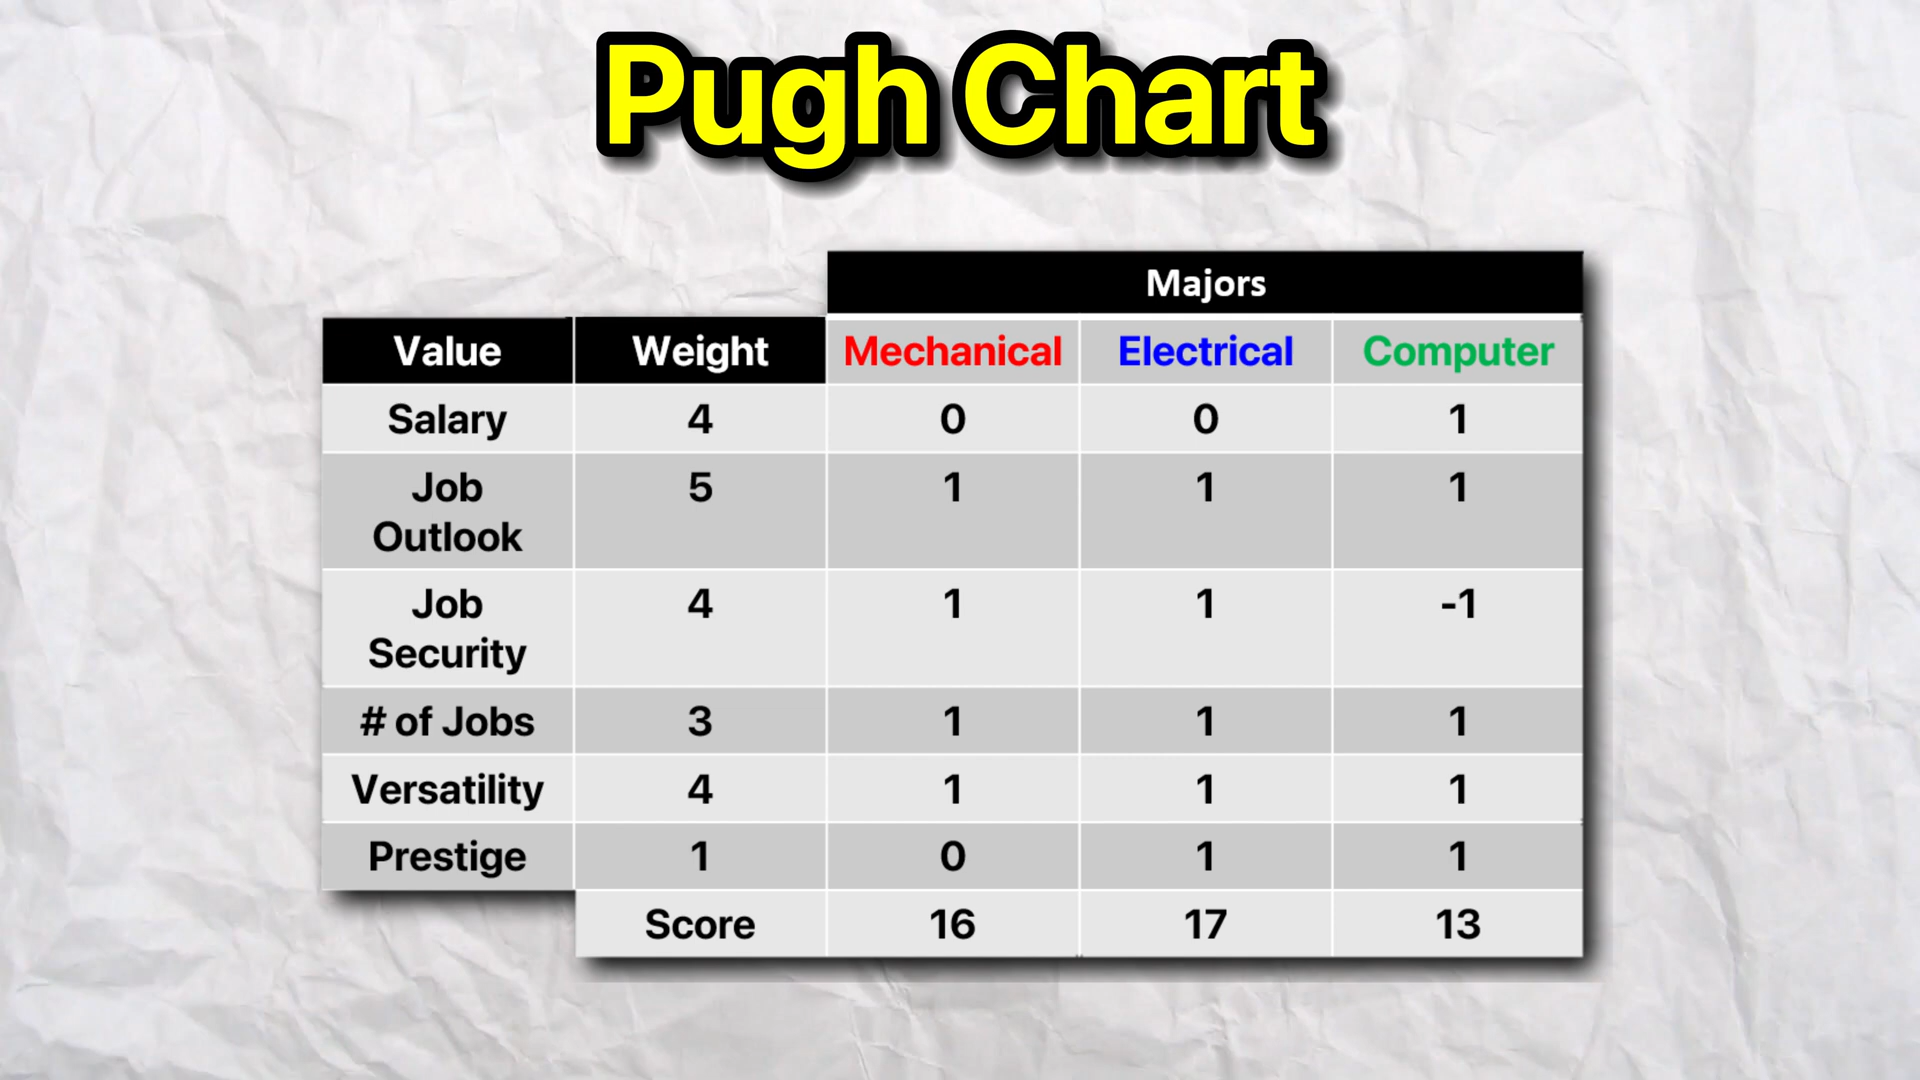 Pugh Chart
Majors
Value Weight Mechanical Electrical Computer
Salary 4 0 0 1
Job 5 1 1 1
Outlook
Job 4 1 1 -1
Security
# of Jobs 3 1 1 1
Versatility 4 1 1 1
Prestige 1 0 1 1
Score 16 17 13